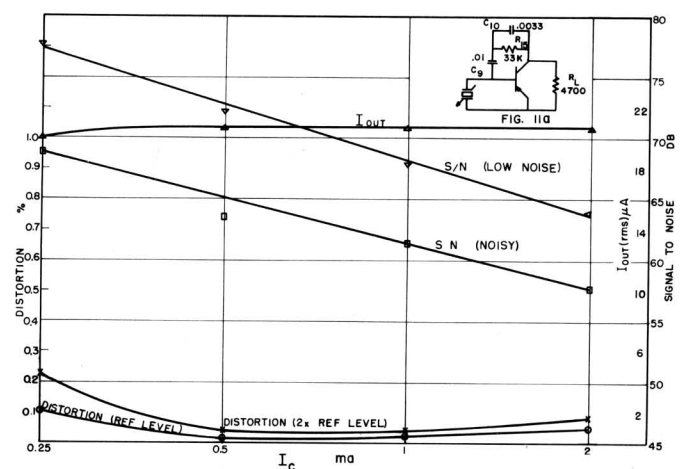 C10 .0033
R15
33K
.01
C9
RL
4700
FIG. 11a
IOUT
S/N (LOW NOISE)
S N (NOISY)
DISTORTION (REF LEVEL)
DISTORTION (2x REF LEVEL)
DISTORTION %
1.0
0.9
0.8
0.7
0.6
0.5
0.4
0.3
0.2
0.1
0.25
0.5
1
2
Ic ma
IOUT (rms) μA
22
18
14
10
6
2
SIGNAL TO NOISE DB
80
75
70
65
60
55
50
45